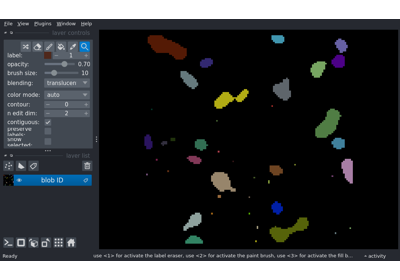 File View Plugins Window Help
layer controls
label: 1
opacity: 0.70
brush size: 10
blending: translucen
color mode: auto
contour: 0
n edit dim: 2
contiguous:
preserve labels:
show selected:
layer list
blob ID
Ready
use <1> for activate the label eraser, use <2> for activate the paint brush, use <3> for activate the fill b...
activity